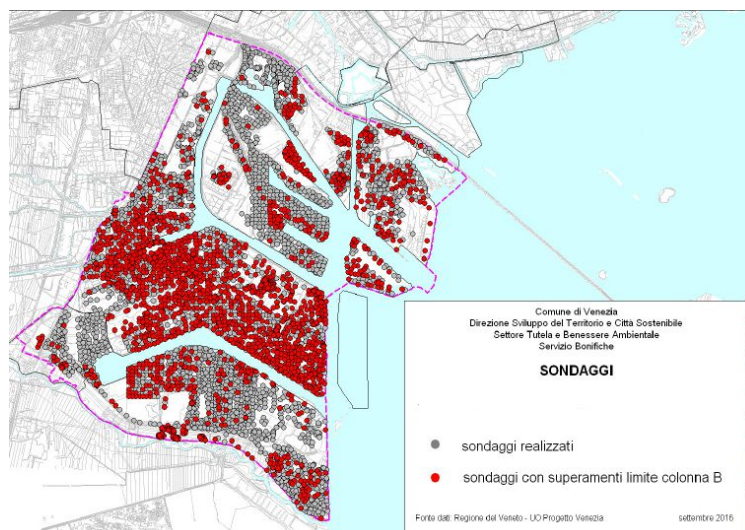 Comune di Venezia
Direzione Sviluppo del Territorio e Città Sostenibile
Settore Tutela e Benessere Ambientale
Servizio Bonifiche
SONDAGGI
sondaggi realizzati
sondaggi con superamenti limite colonna B
Fonte dati: Regione del Veneto - UO Progetto Venezia settembre 2016